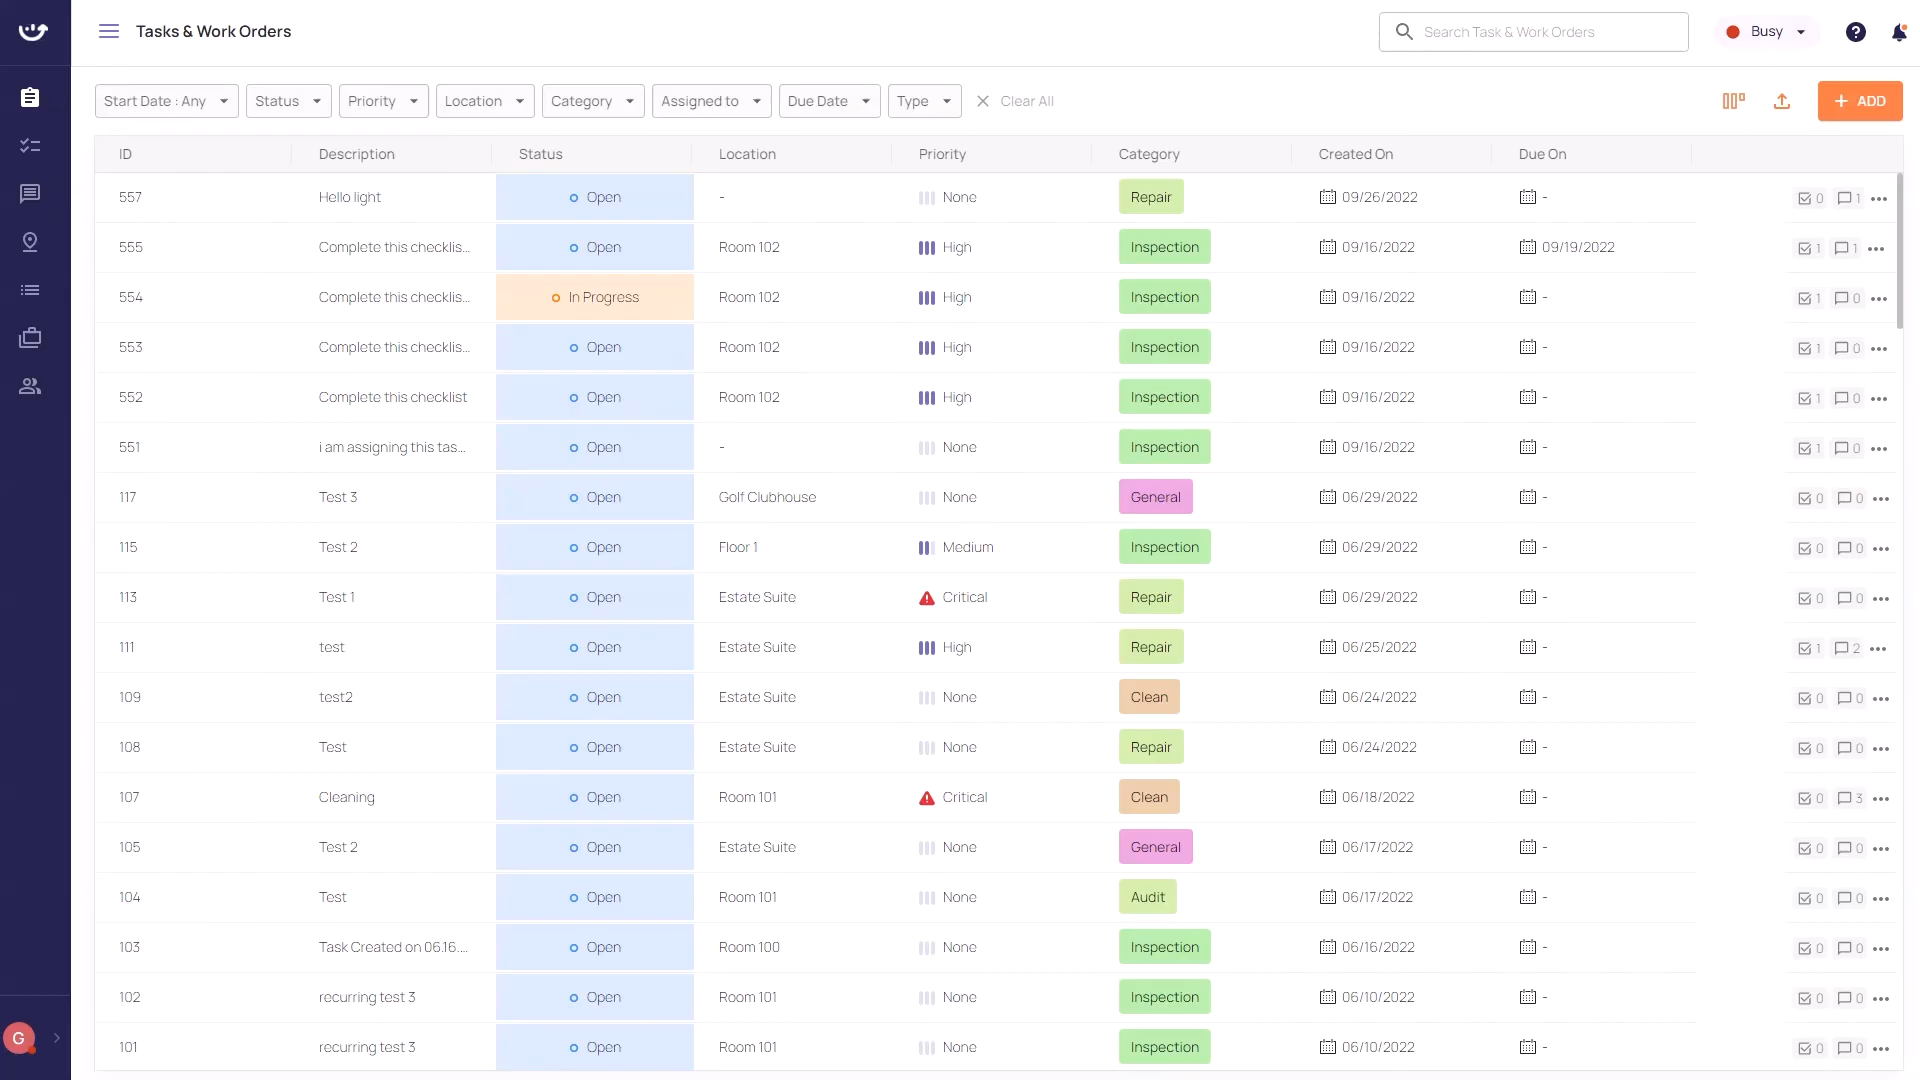 Tasks & Work Orders Search Task & Work Orders Busy
Start Date : Any Status Priority Location Category Assigned to Due Date Type Clear All ADD
ID Description Status Location Priority Category Created On Due On
557 Hello light Open - None Repair 09/26/2022 - 0 1
555 Complete this checklis... Open Room 102 High Inspection 09/16/2022 09/19/2022 1 1
554 Complete this checklis... In Progress Room 102 High Inspection 09/16/2022 - 1 0
553 Complete this checklis... Open Room 102 High Inspection 09/16/2022 - 1 0
552 Complete this checklist Open Room 102 High Inspection 09/16/2022 - 1 0
551 i am assigning this tas... Open - None Inspection 09/16/2022 - 1 0
117 Test 3 Open Golf Clubhouse None General 06/29/2022 - 0 0
115 Test 2 Open Floor 1 Medium Inspection 06/29/2022 - 0 0
113 Test 1 Open Estate Suite Critical Repair 06/29/2022 - 0 0
111 test Open Estate Suite High Repair 06/25/2022 - 1 2
109 test2 Open Estate Suite None Clean 06/24/2022 - 0 0
108 Test Open Estate Suite None Repair 06/24/2022 - 0 0
107 Cleaning Open Room 101 Critical Clean 06/18/2022 - 0 3
105 Test 2 Open Estate Suite None General 06/17/2022 - 0 0
104 Test Open Room 101 None Audit 06/17/2022 - 0 0
103 Task Created on 06.16.... Open Room 100 None Inspection 06/16/2022 - 0 0
102 recurring test 3 Open Room 101 None Inspection 06/10/2022 - 0 0
G
101 recurring test 3 Open Room 101 None Inspection 06/10/2022 - 0 0